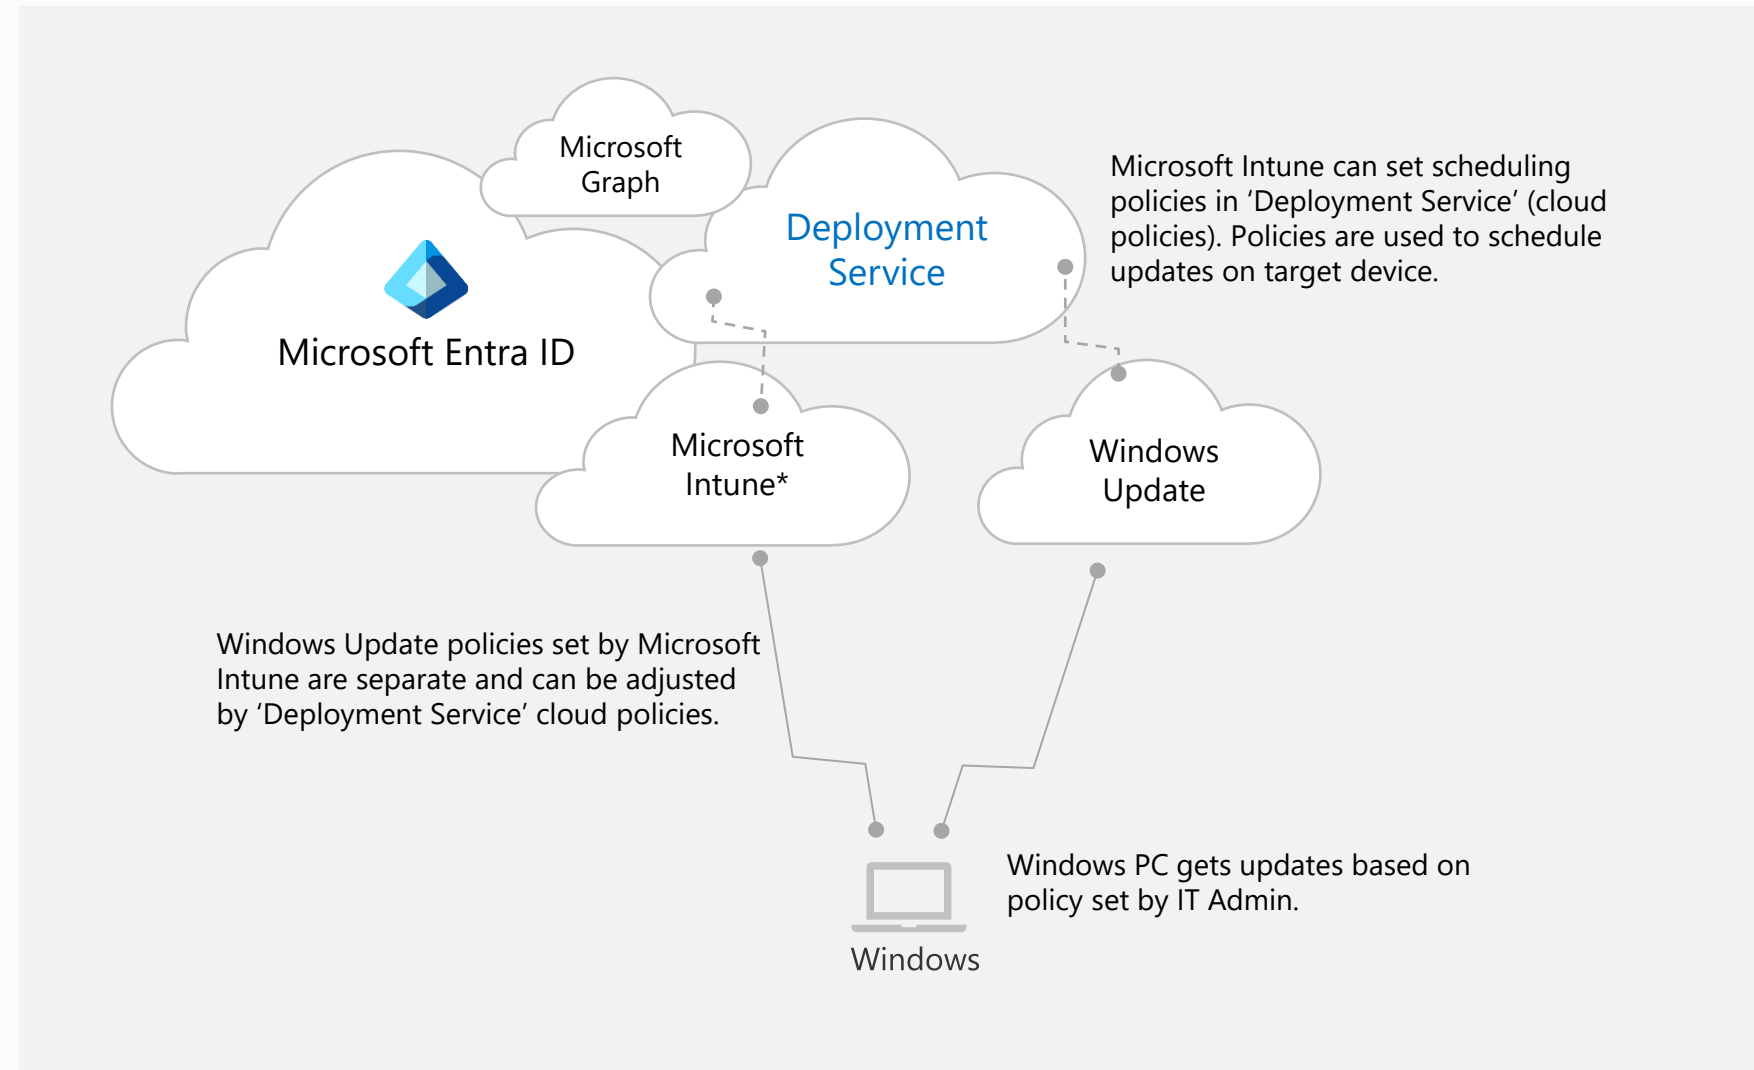 Microsoft
Graph
Deployment
Service
Microsoft Intune can set scheduling
policies in ‘Deployment Service’ (cloud
policies). Policies are used to schedule
updates on target device.
Microsoft Entra ID
Microsoft
Intune*
Windows
Update
Windows Update policies set by Microsoft
Intune are separate and can be adjusted
by ‘Deployment Service’ cloud policies.
Windows PC gets updates based on
policy set by IT Admin.
Windows